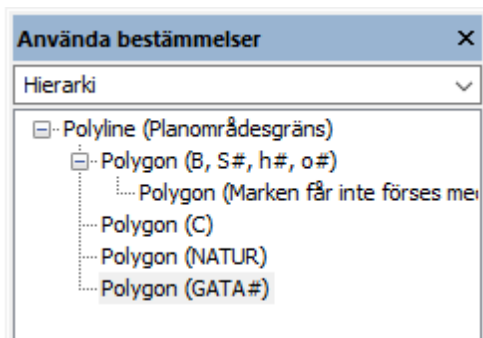 Använda bestämmelser
Hierarki
Polyline (Planområdesgräns)
Polygon (B, S#, h#, o#)
Polygon (Marken får inte förses me
Polygon (C)
Polygon (NATUR)
Polygon (GATA#)